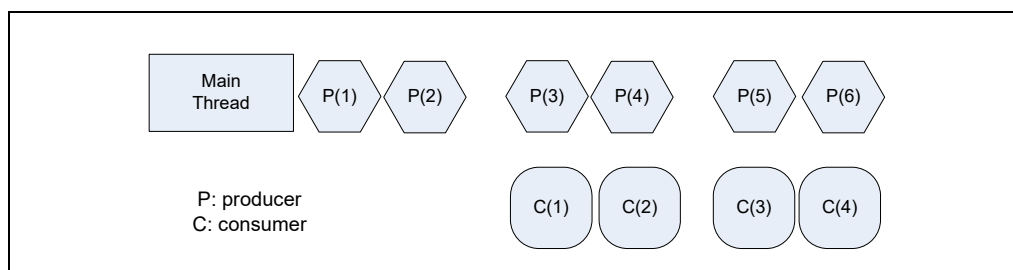 Main
Thread
P(1) P(2) P(3) P(4) P(5) P(6)
P: producer
C: consumer
C(1) C(2) C(3) C(4)